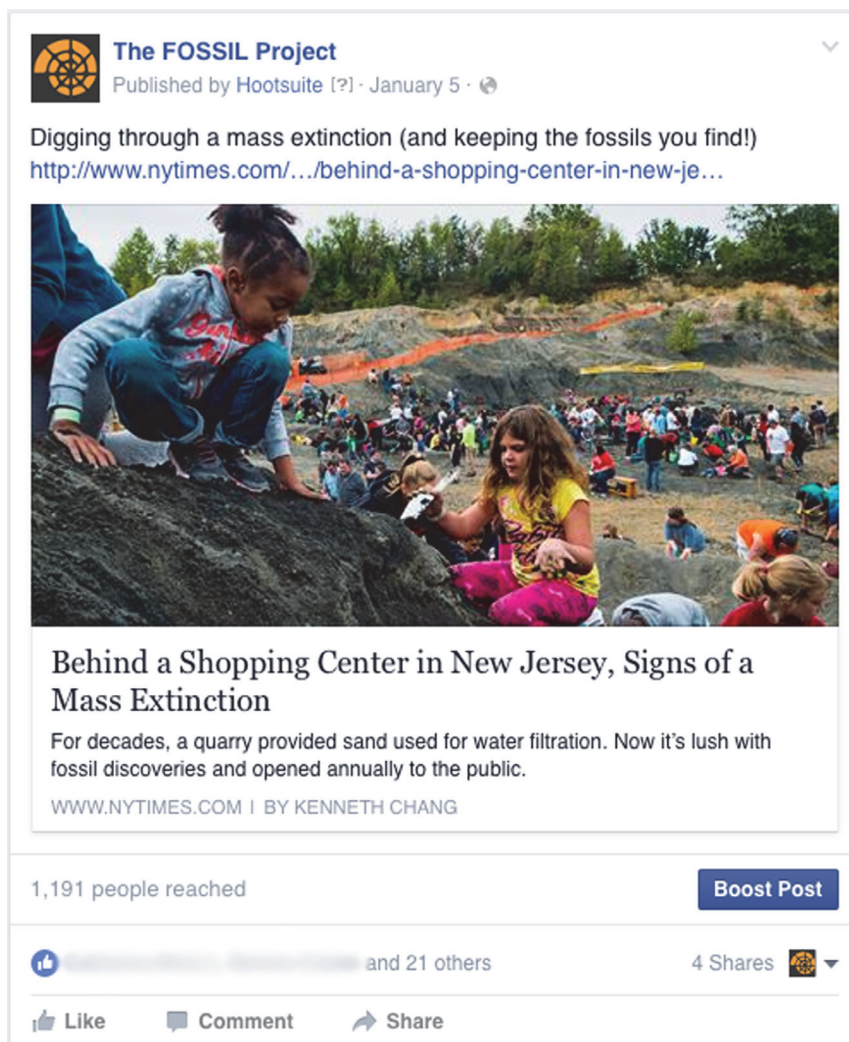 The FOSSIL Project
Published by Hootsuite [?] · January 5 ·
Digging through a mass extinction (and keeping the fossils you find!)
http://www.nytimes.com/.../behind-a-shopping-center-in-new-je...
Behind a Shopping Center in New Jersey, Signs of a
Mass Extinction
For decades, a quarry provided sand used for water filtration. Now it's lush with
fossil discoveries and opened annually to the public.
WWW.NYTIMES.COM | BY KENNETH CHANG
1,191 people reached
Boost Post
and 21 others
4 Shares
Like
Comment
Share